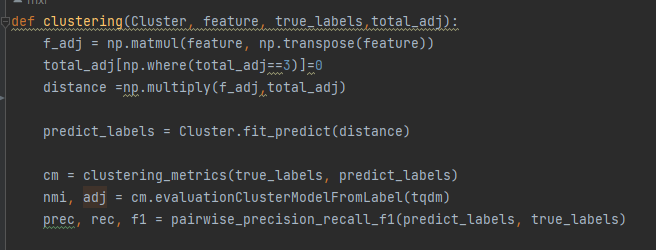 def clustering(Cluster, feature, true_labels,total_adj):
    f_adj = np.matmul(feature, np.transpose(feature))
    total_adj[np.where(total_adj==3)]=0
    distance =np.multiply(f_adj,total_adj)
    predict_labels = Cluster.fit_predict(distance)
    cm = clustering_metrics(true_labels, predict_labels)
    nmi, adj = cm.evaluationClusterModelFromLabel(tqdm)
    prec, rec, f1 = pairwise_precision_recall_f1(predict_labels, true_labels)